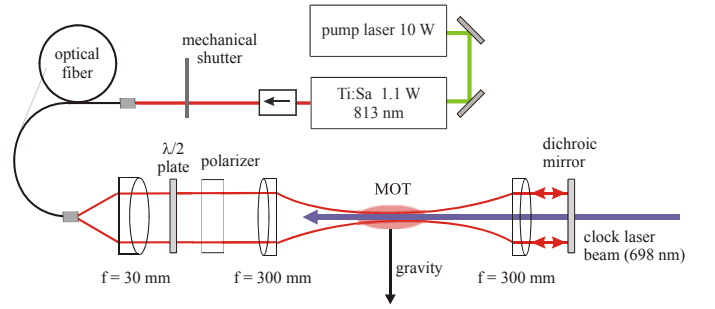 pump laser 10 W
mechanical
shutter
optical
fiber
Ti:Sa 1.1 W
813 nm
λ/2
plate
polarizer
dichroic
mirror
MOT
clock laser
beam (698 nm)
gravity
f = 30 mm
f = 300 mm
f = 300 mm